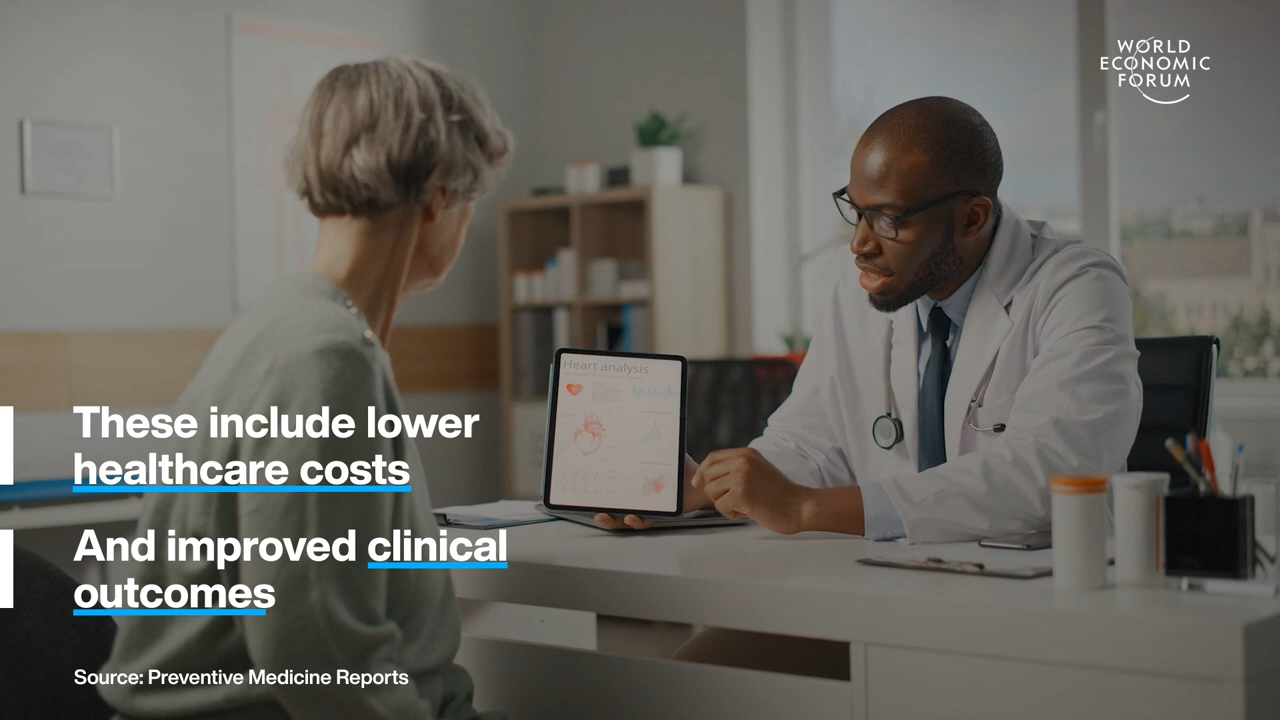 WORLD
ECONOMIC
FORUM
Heart analysis
These include lower
healthcare costs
And improved clinical
outcomes
Source: Preventive Medicine Reports